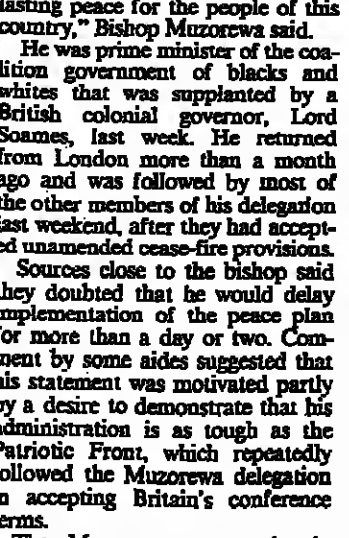 lasting peace for the people of this
country," Bishop Muzorewa said.
He was prime minister of the coa-
lition government of blacks and
whites that was supplanted by a
British colonial governor, Lord
Soames, last week. He returned
from London more than a month
ago and was followed by most of
the other members of his delegation
last weekend, after they had accept-
ed unamended cease-fire provisions.
Sources close to the bishop said
they doubted that he would delay
implementation of the peace plan
for more than a day or two. Com-
ment by some aides suggested that
his statement was motivated partly
by a desire to demonstrate that his
administration is as tough as the
Patriotic Front, which repeatedly
followed the Muzorewa delegation
in accepting Britain's conference
terms.